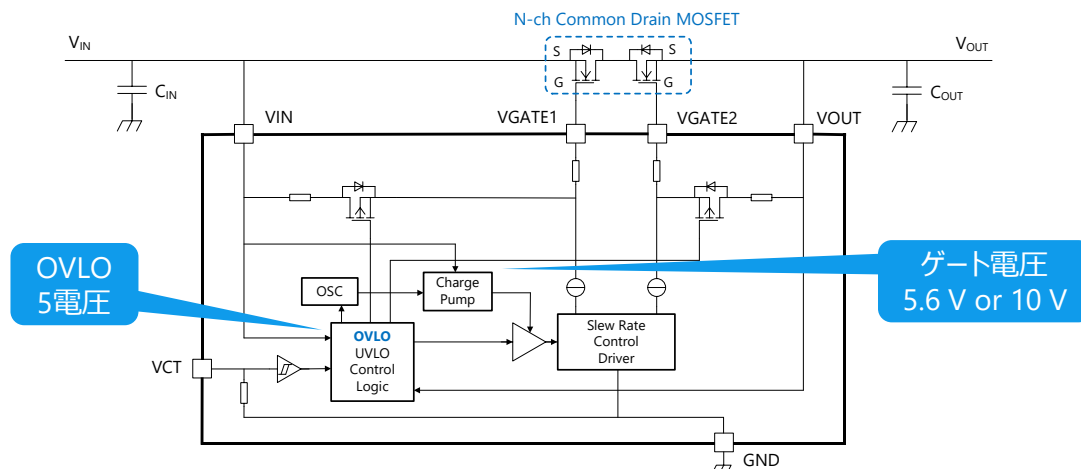 N-ch Common Drain MOSFET
VIN
S
S
VOUT
G
G
CIN
COUT
VIN
VGATE1
VGATE2
VOUT
OVLO
5電圧
ゲート電圧
5.6 V or 10 V
OSC
Charge
Pump
OVLO
UVLO
Control
Logic
Slew Rate
Control
Driver
VCT
GND